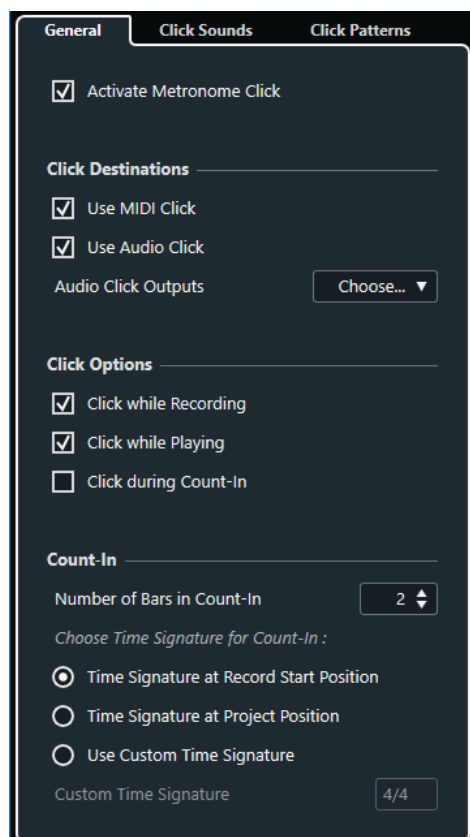 General Click Sounds Click Patterns
Activate Metronome Click
Click Destinations
Use MIDI Click
Use Audio Click
Audio Click Outputs Choose...
Click Options
Click while Recording
Click while Playing
Click during Count-In
Count-In
Number of Bars in Count-In 2
Choose Time Signature for Count-In :
Time Signature at Record Start Position
Time Signature at Project Position
Use Custom Time Signature
Custom Time Signature 4/4